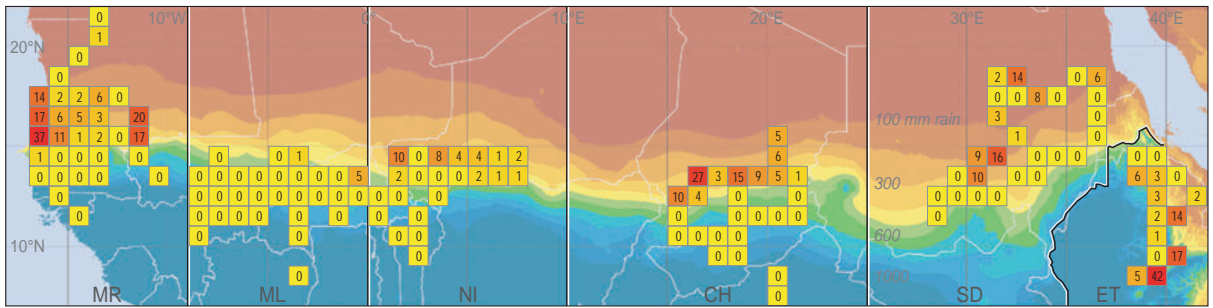 0 10°W 0° 10°E 20°E 30°E 40°E
1
20°N 0
0 2 14 0 6
14 2 2 6 0 0 0 8 0 0
17 6 5 3 20 100 mm rain 3 0
37 11 1 2 0 17 5 1 0
1 0 0 0 0 0 0 1 10 0 8 4 4 1 2 6 9 16 0 0 0 0 0
0 0 0 0 0 0 0 0 0 0 0 0 0 5 2 0 0 0 2 1 1 27 3 15 9 5 1 300 10 0 0 6 3 0
0 0 0 0 0 0 0 0 0 0 0 0 0 0 10 4 0 0 0 0 0 0 3 0 2
0 0 0 0 0 0 0 0 0 0 0 0 0 0 0 0 2 14
10°N 0 0 0 0 0 0 0 0 600 1
0 0 0 0 0 17
0 0 1000 5 42
MR ML NI CH 0 SD ET